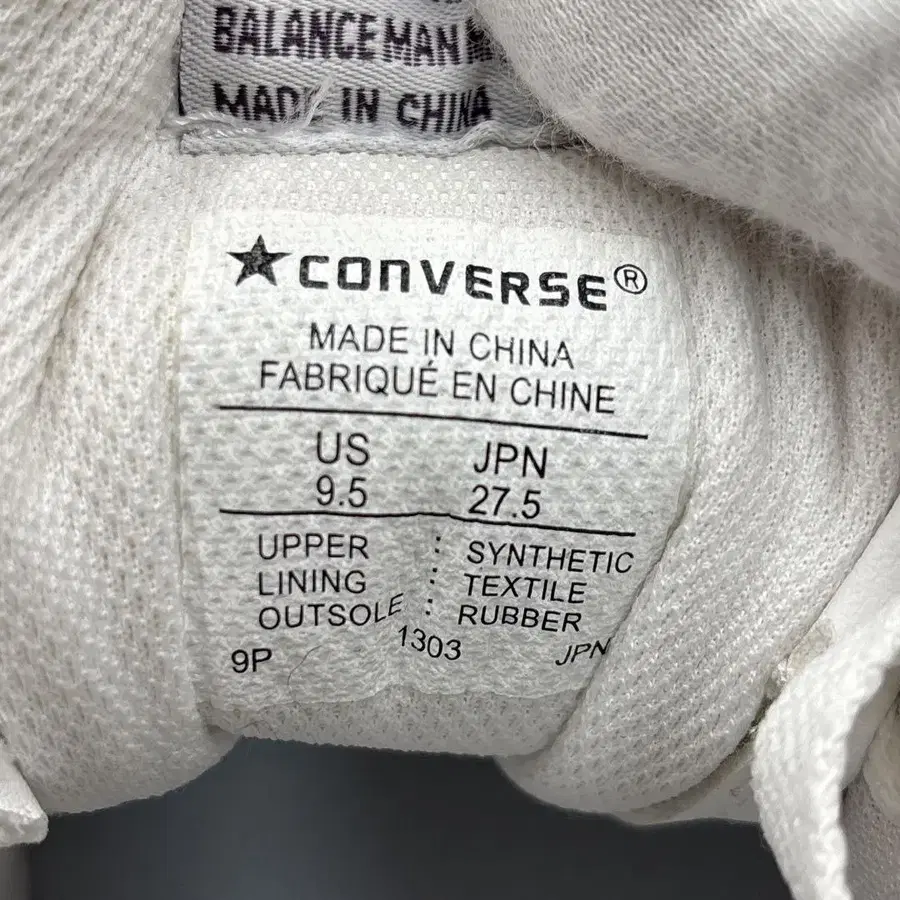 BALANCE MAN
MADE IN CHINA
★CONVERSE®
MADE IN CHINA
FABRIQUÉ EN CHINE
US JPN
9.5 27.5
UPPER : SYNTHETIC
LINING : TEXTILE
OUTSOLE : RUBBER
9P 1303 JPN